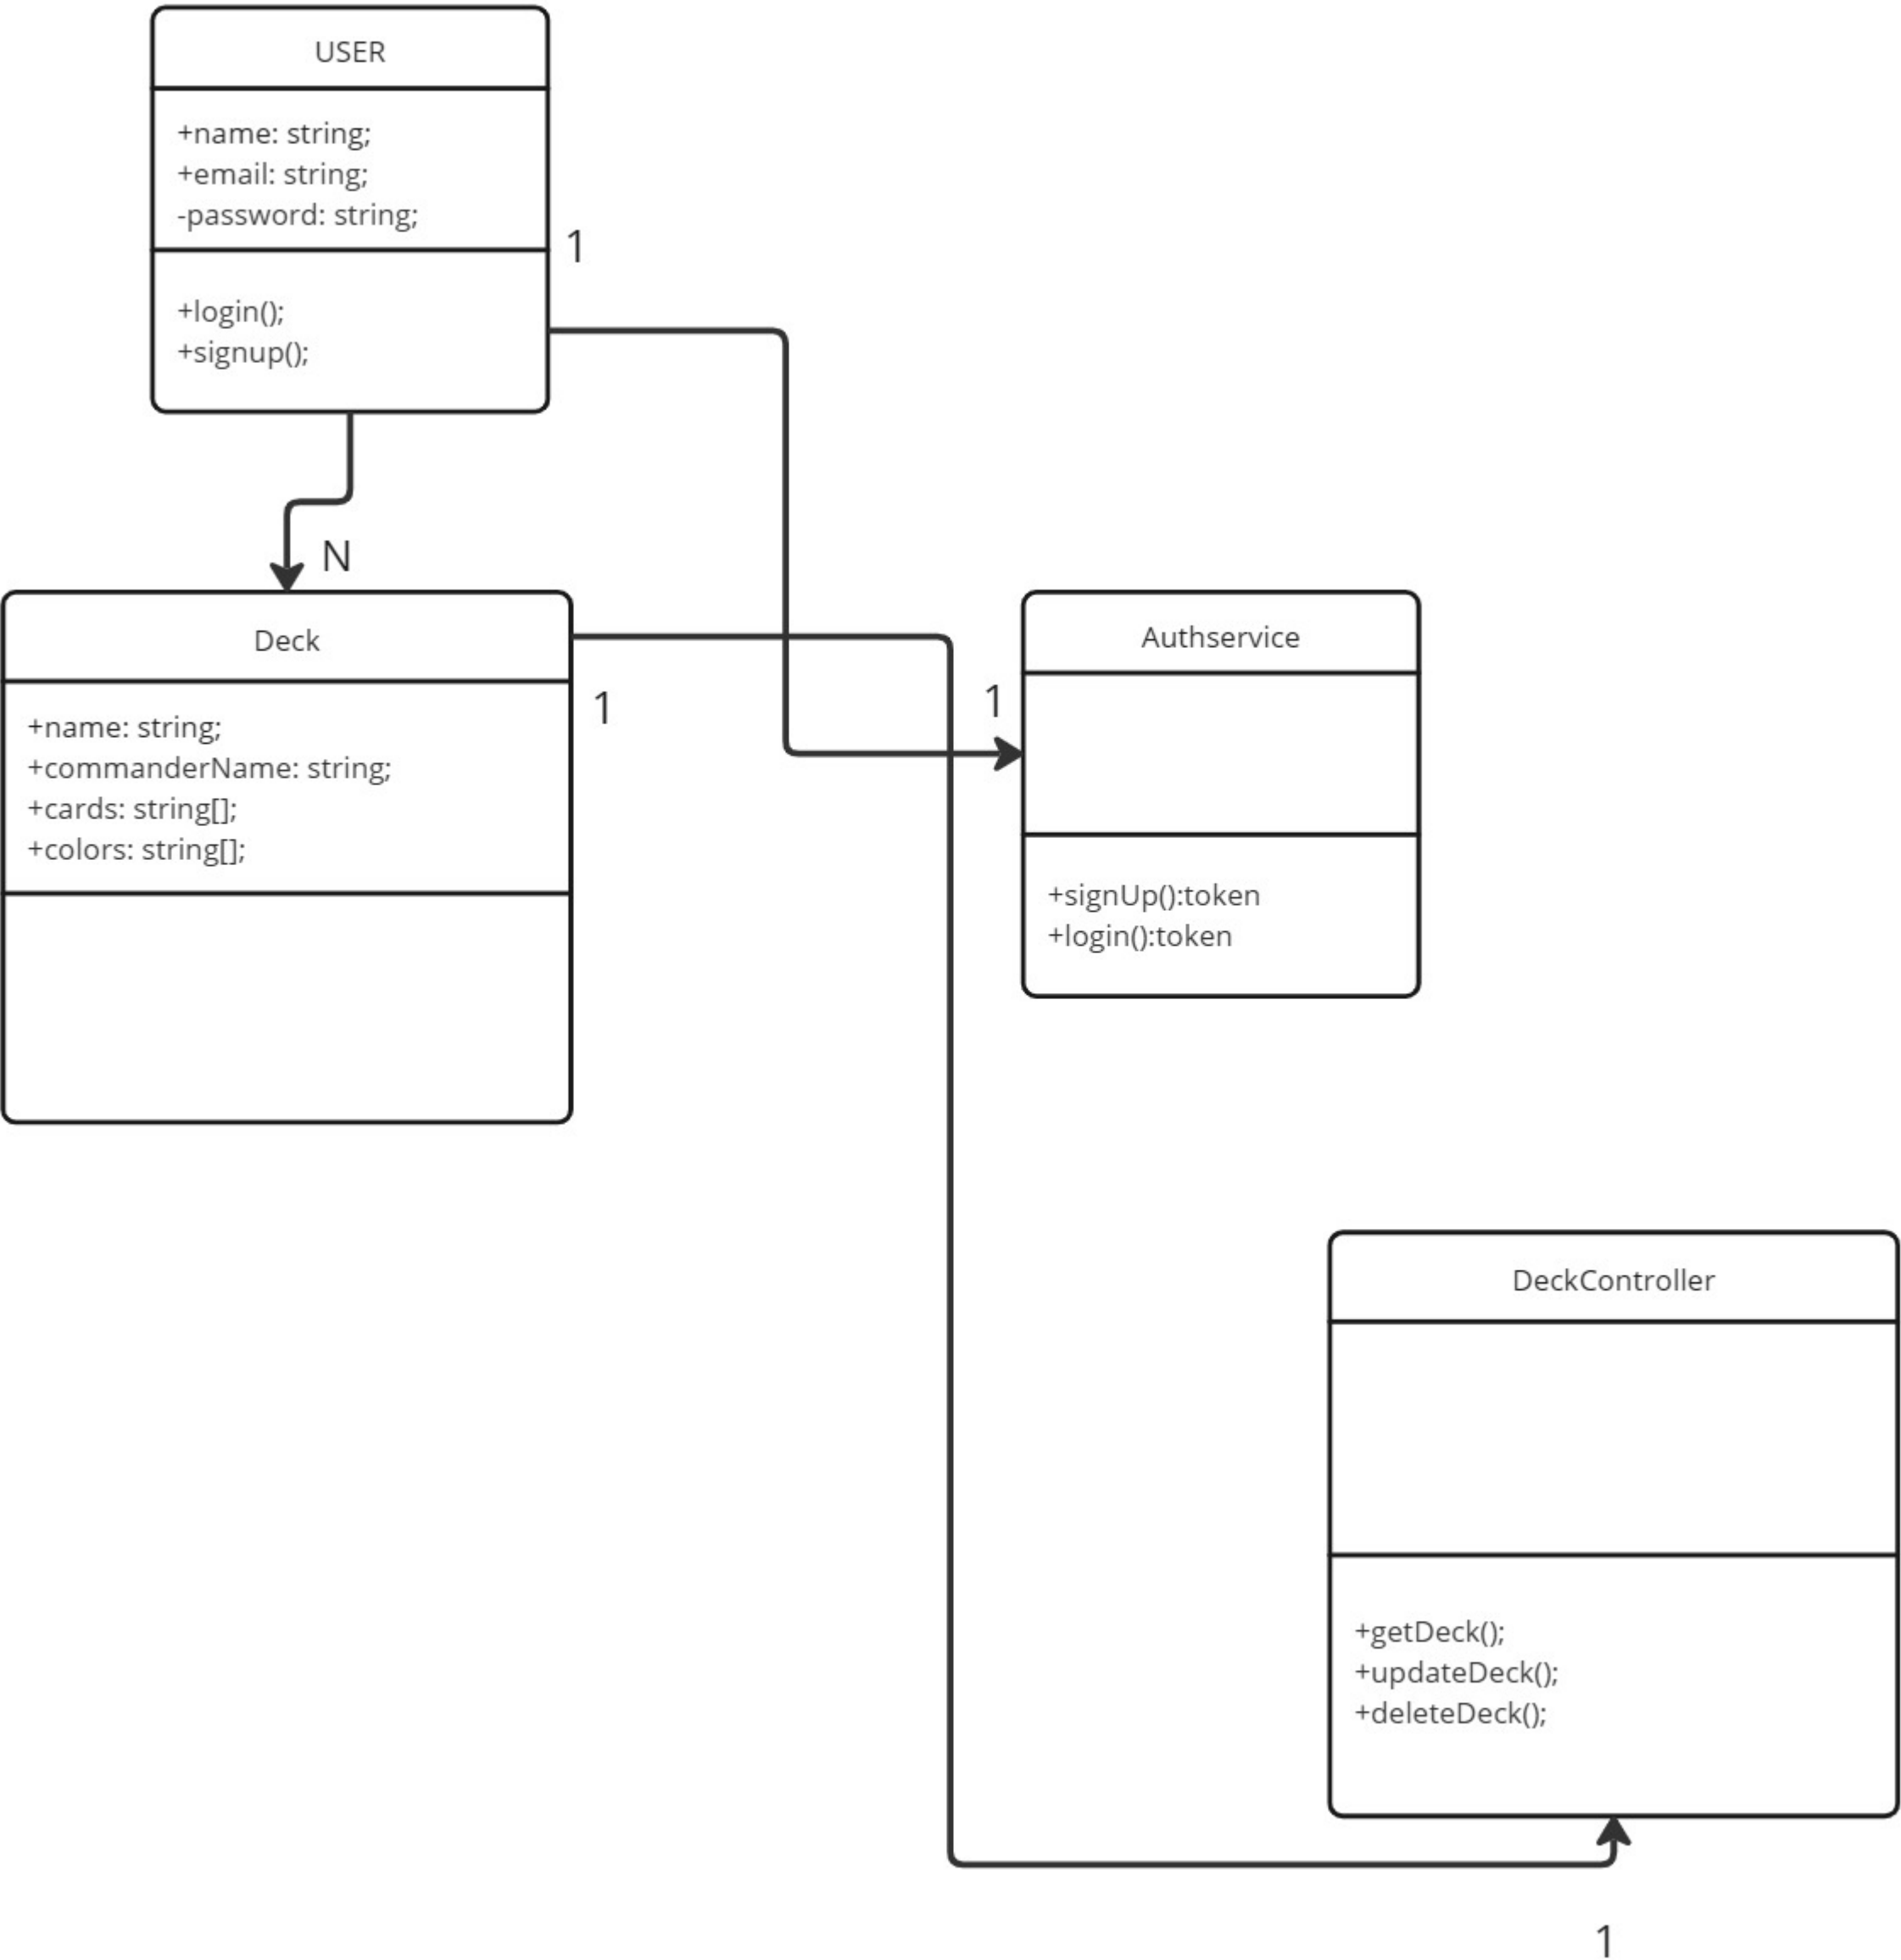 USER
+name: string;
+email: string;
-password: string;
1
+login();
+signup();
N
Deck
1
+name: string;
+commanderName: string;
+cards: string[];
+colors: string[];
Authservice
1
+signUp():token
+login():token
DeckController
+getDeck();
+updateDeck();
+deleteDeck();
1